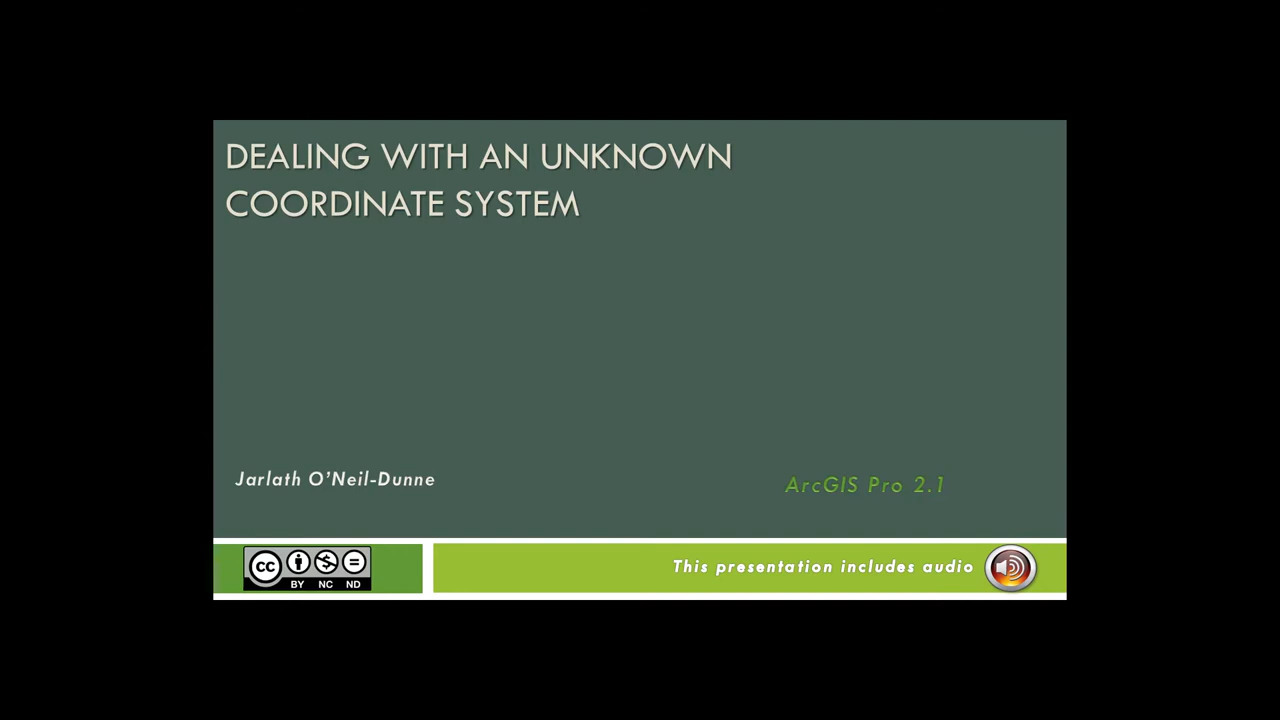 DEALING WITH AN UNKNOWN
COORDINATE SYSTEM
Jarlath O'Neil-Dunne
ArcGIS Pro 2.1
This presentation includes audio
cc
BY NC ND